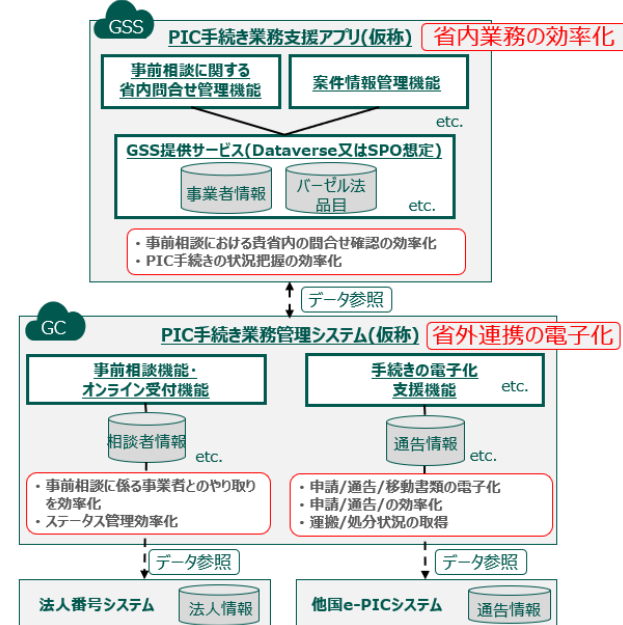 GSS
PIC手続き業務支援アプリ(仮称)
省内業務の効率化
事前相談に関する
省内問合せ管理機能
案件情報管理機能
etc.
GSS提供サービス(Dataverse又はSPO想定)
事業者情報
バーゼル法
品目
etc.
・事前相談における貴省内の問合せ確認の効率化
・PIC手続きの状況把握の効率化
データ参照
GC
PIC手続き業務管理システム(仮称)
省外連携の電子化
事前相談機能・
オンライン受付機能
手続きの電子化
支援機能
etc.
相談者情報
etc.
通告情報
etc.
・事前相談に係る事業者とのやり取り
を効率化
・ステータス管理効率化
・申請/通告/移動書類の電子化
・申請/通告/の効率化
・運搬/処分状況の取得
データ参照
データ参照
法人番号システム
法人情報
他国e-PICシステム
通告情報